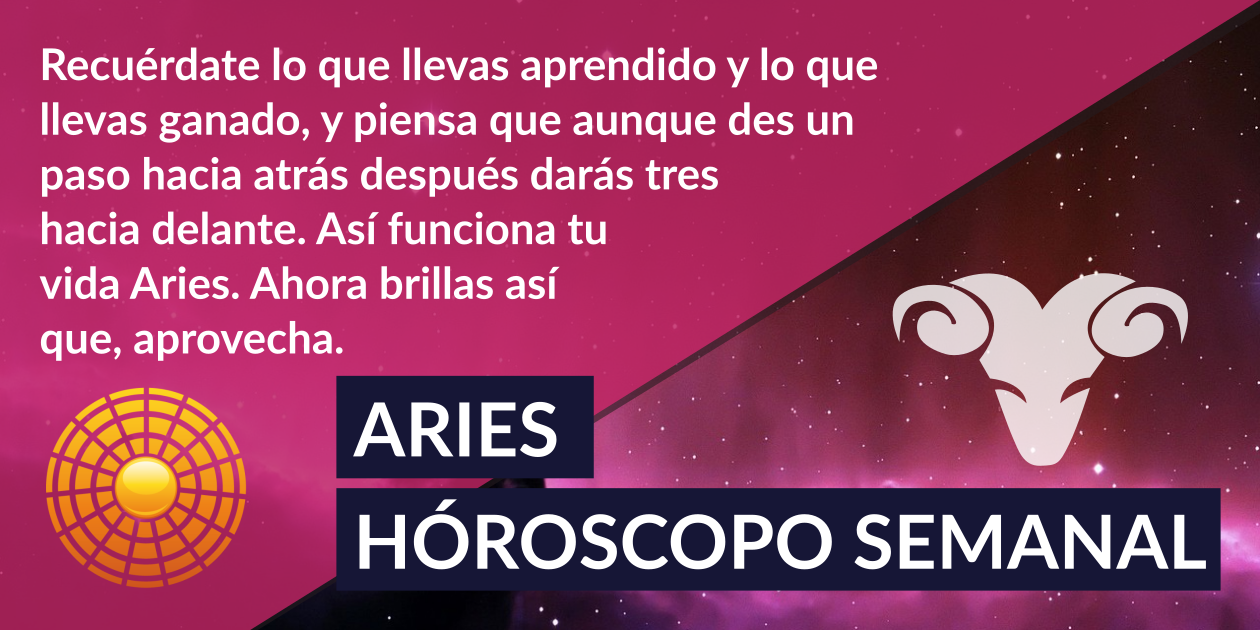 Recuérdate lo que llevas aprendido y lo que
llevas ganado, y piensa que aunque des un
paso hacia atrás después darás tres
hacia delante. Así funciona tu
vida Aries. Ahora brillas así
que, aprovecha.
ARIES
HÓROSCOPO SEMANAL